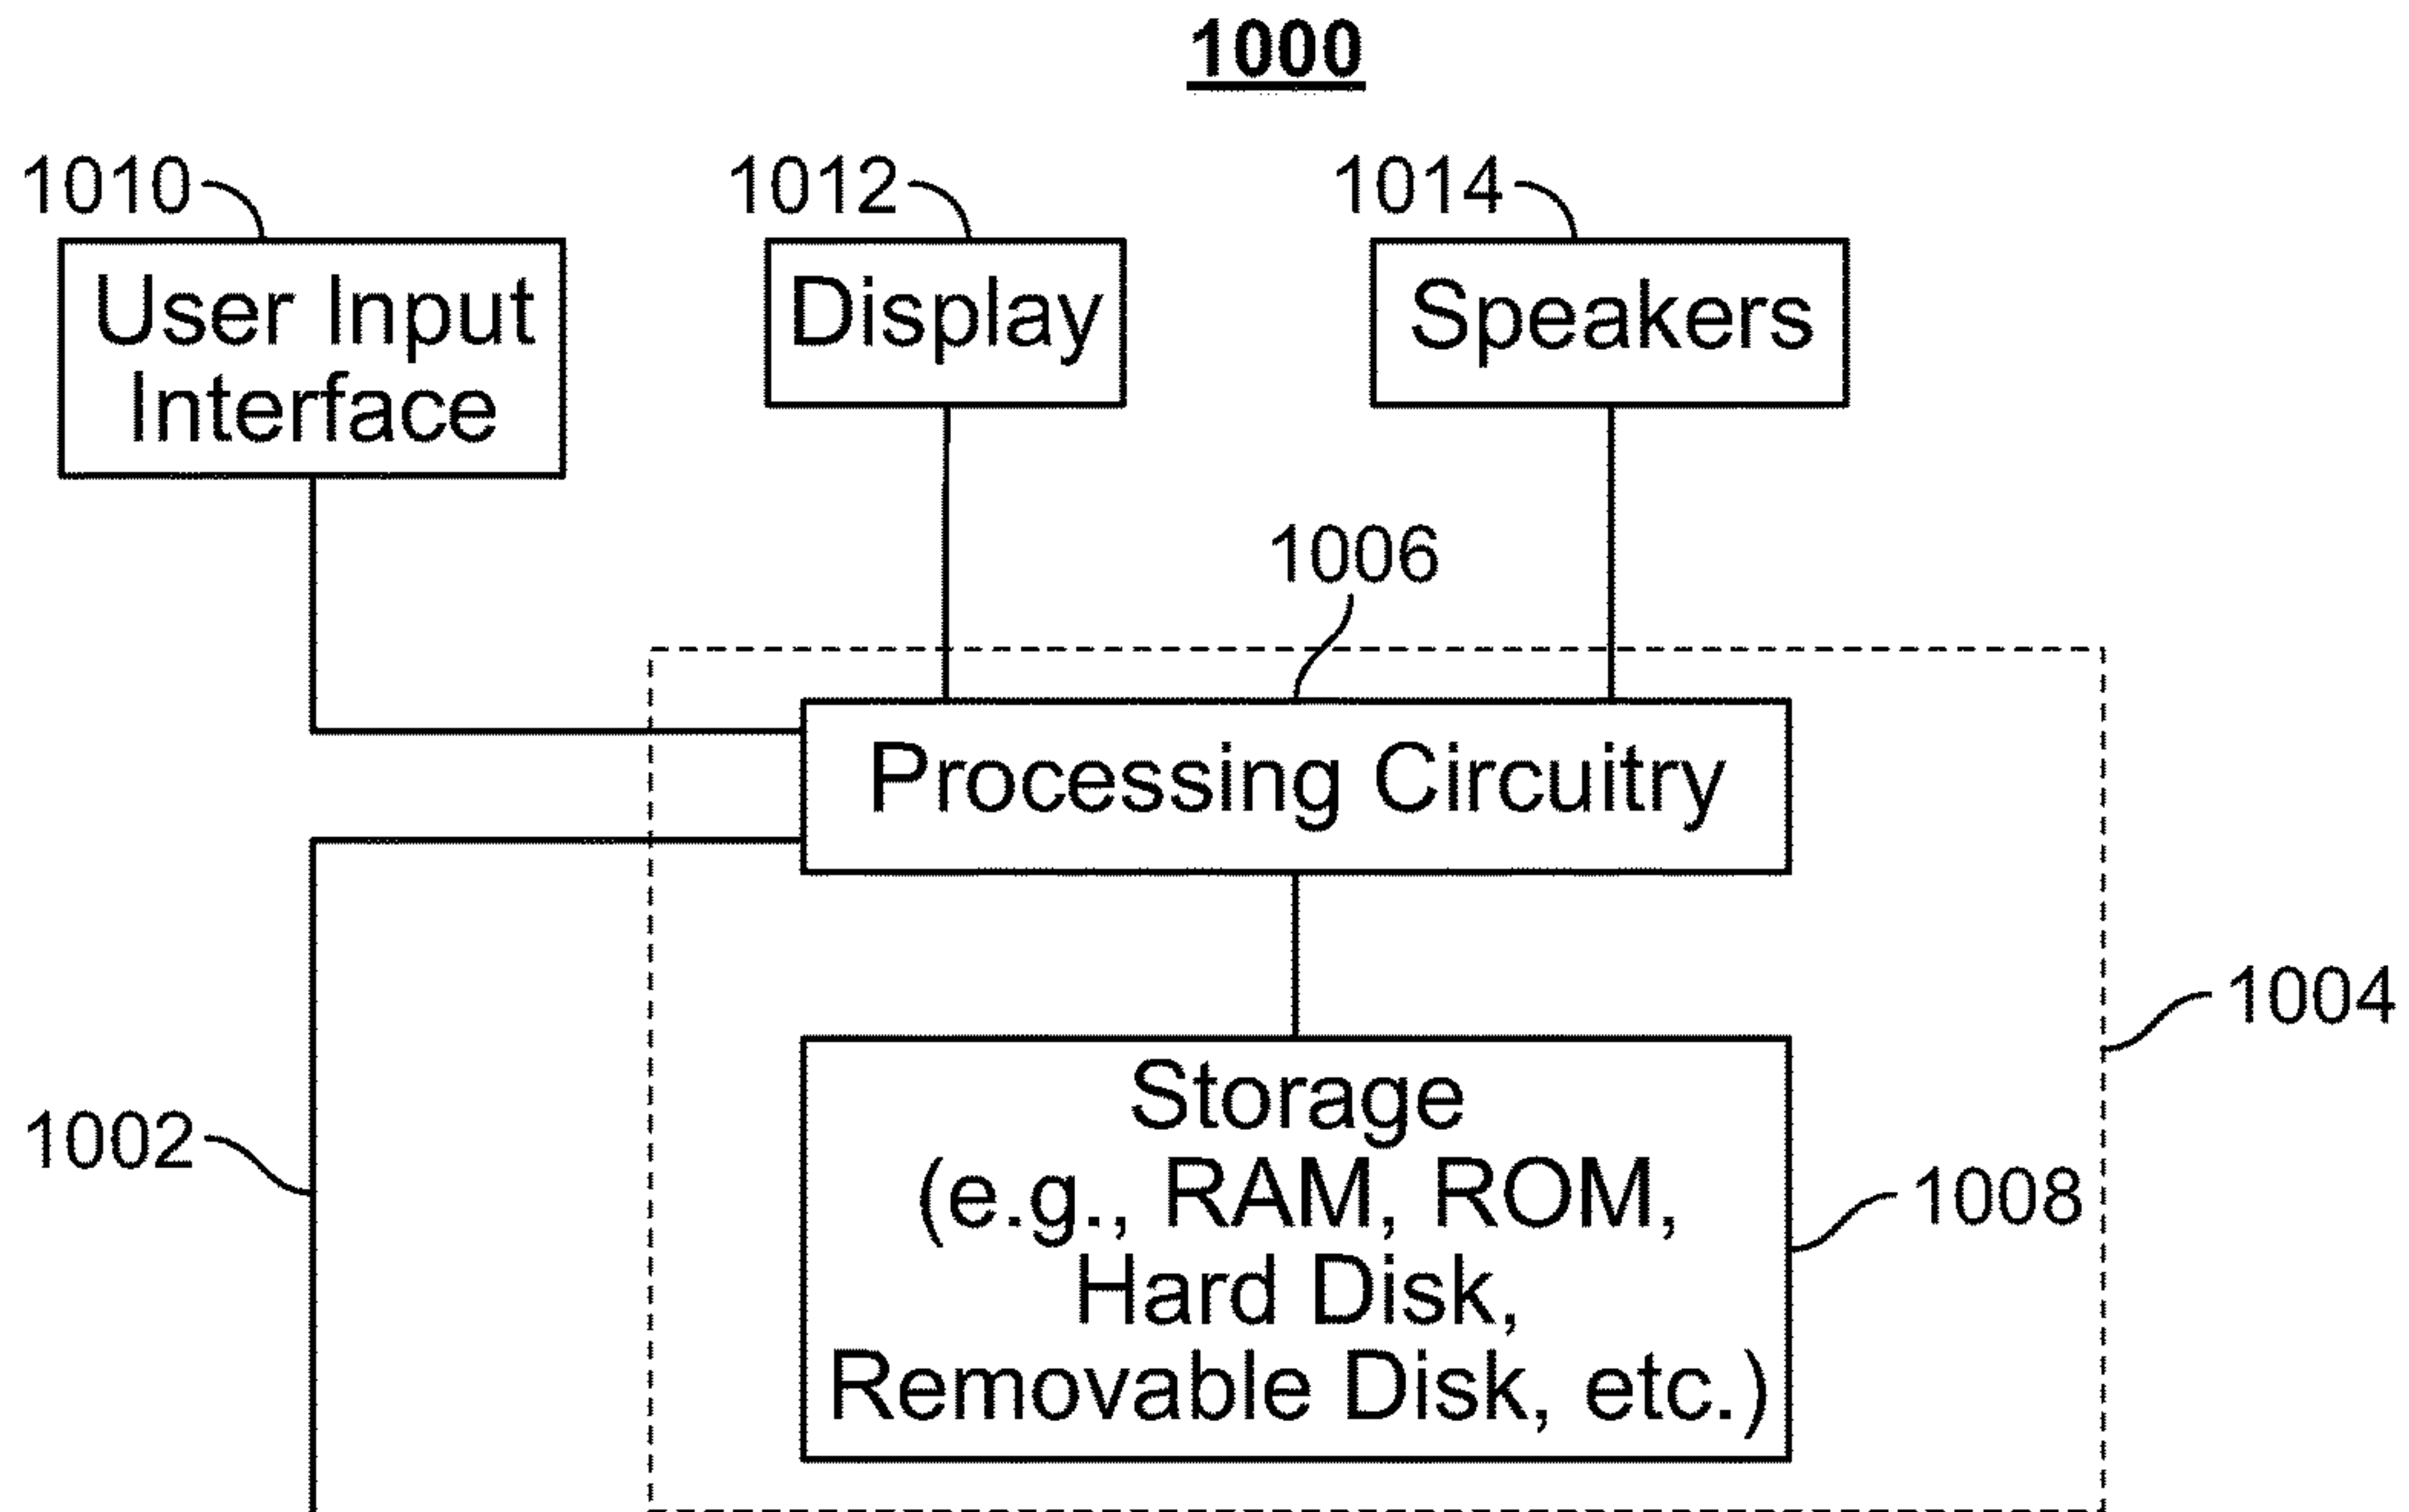 1000
1010
1012
1014
User Input
Interface
Display
Speakers
1006
Processing Circuitry
1004
1002
Storage
(e.g., RAM, ROM,
Hard Disk,
Removable Disk, etc.)
1008